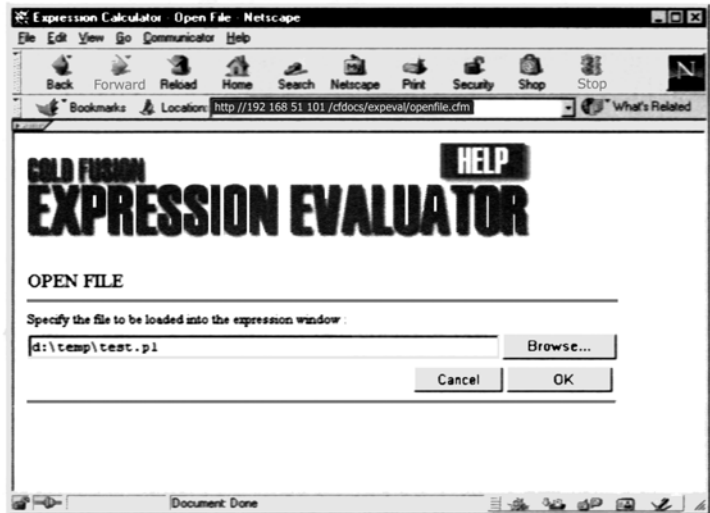 Expression Calculator - Open File - Netscape
File Edit View Go Communicator Help
Back Forward Reload Home Search Netscape Print Security Shop Stop
N
Bookmarks Location: http://192 168 51 101 /cfdocs/expeval/openfile.cfm What's Related
HELP
COLD FUSION
EXPRESSION EVALUATOR
OPEN FILE
Specify the file to be loaded into the expression window :
d:\temp\test.pl Browse...
Cancel OK
Document: Done